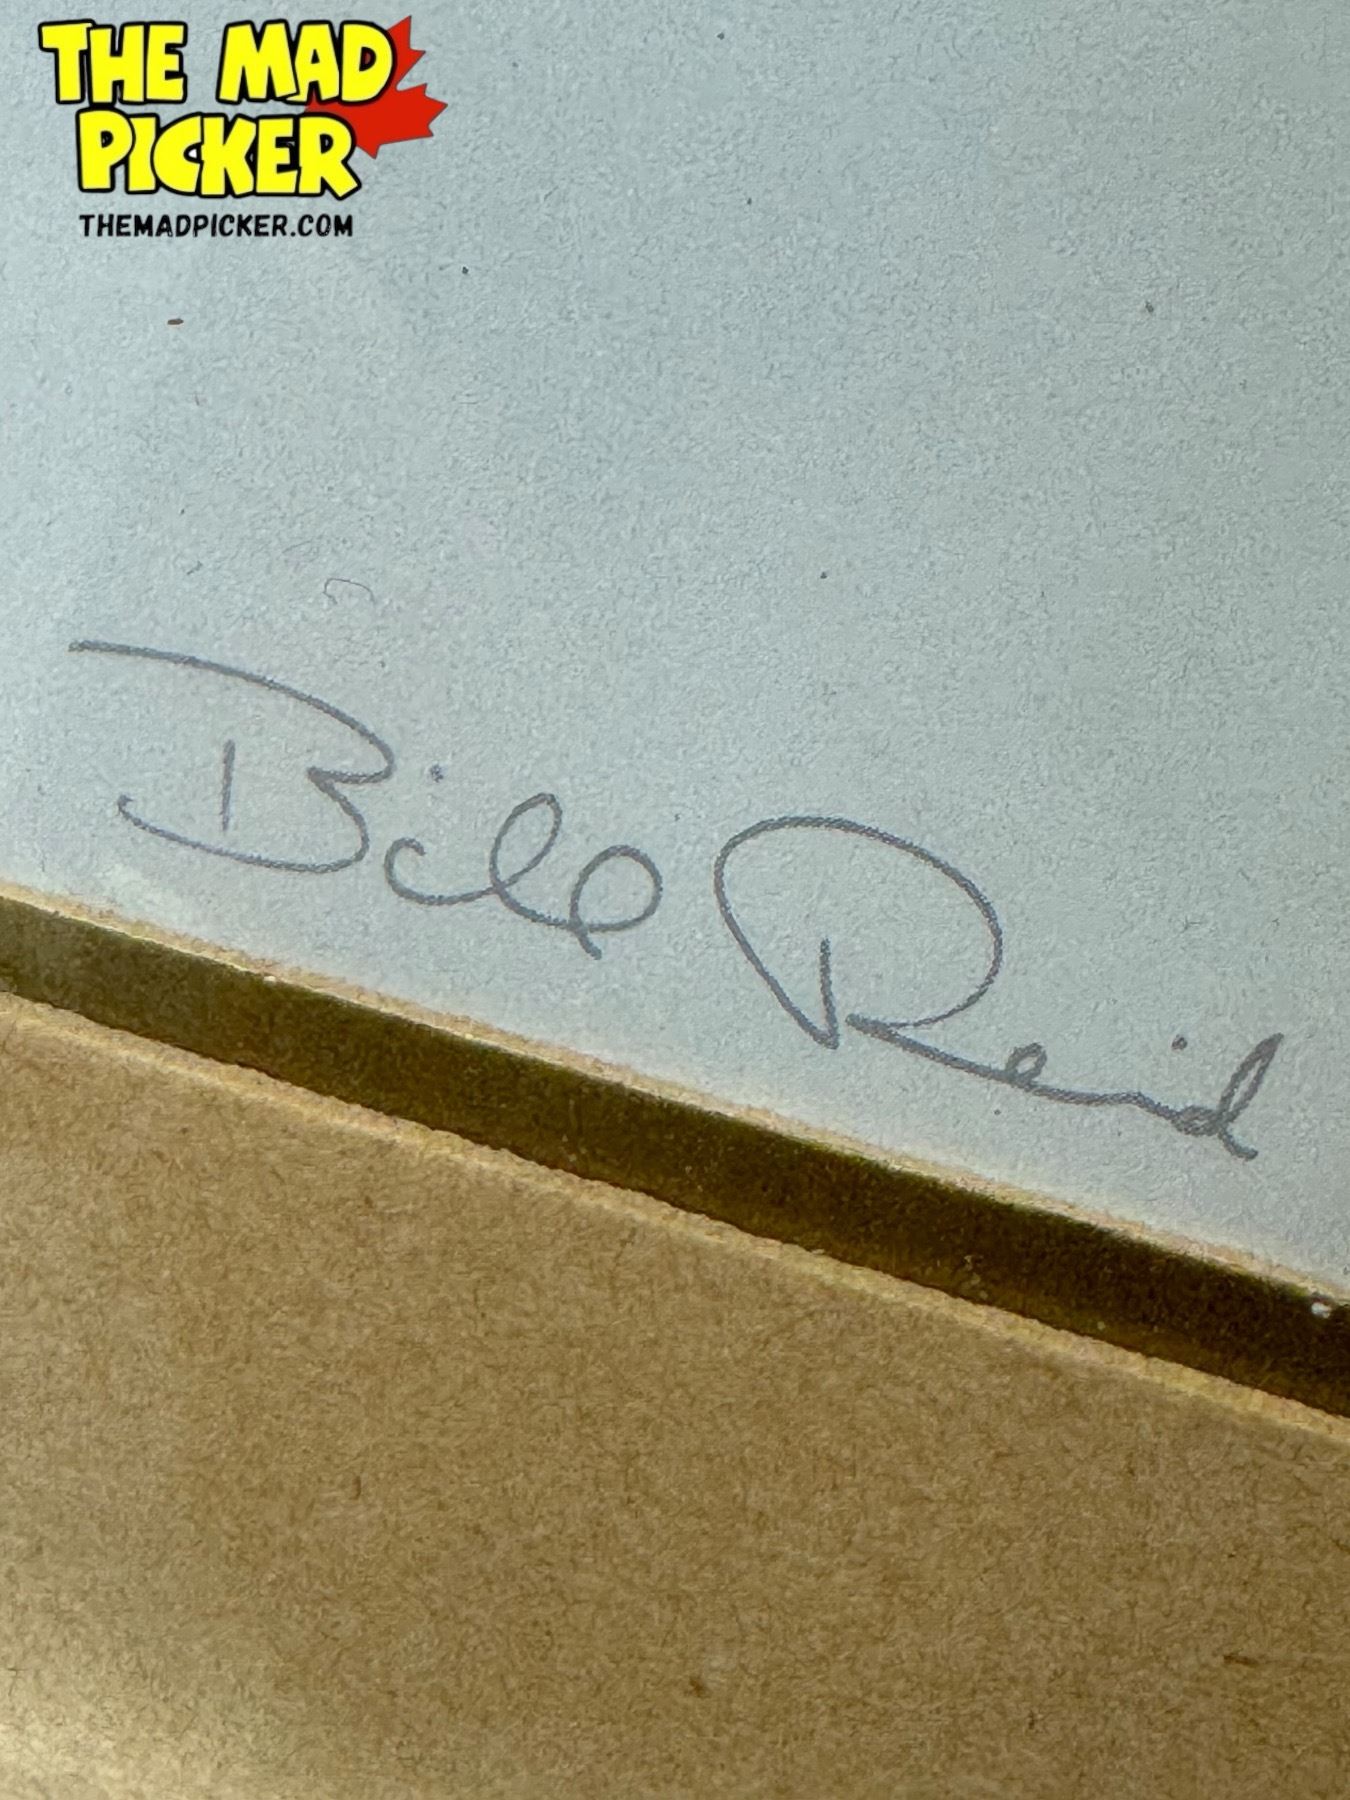 THE MAD
PICKER
THEMADPICKER.COM
Bill Reid